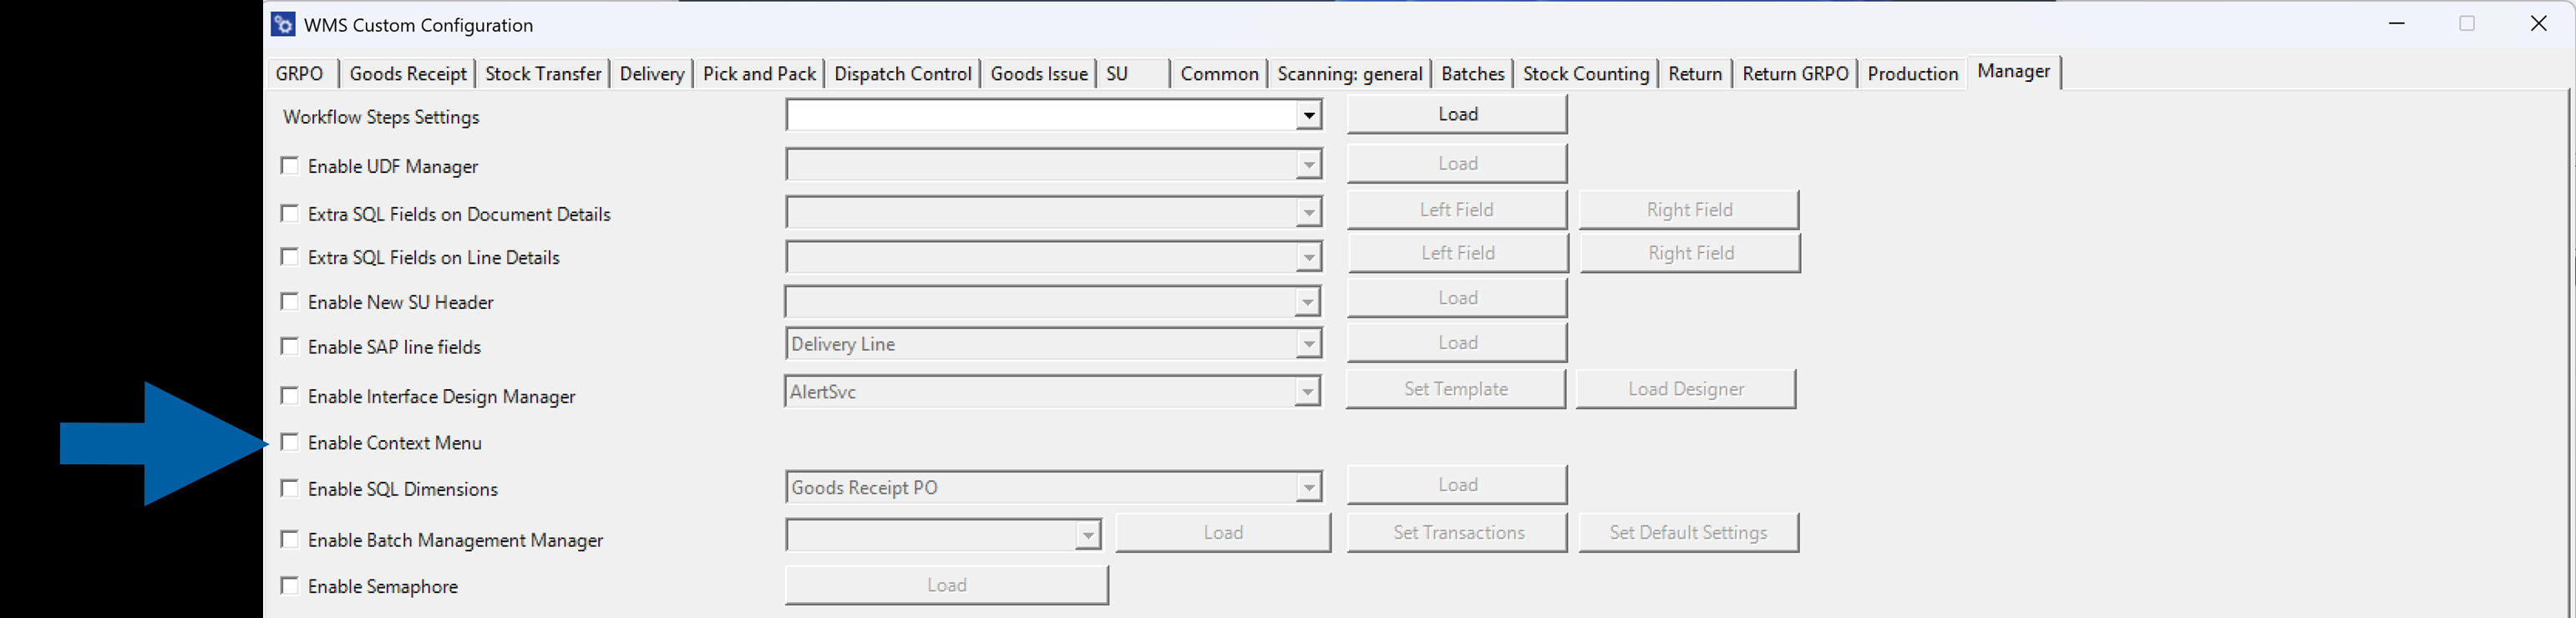 WMS Custom Configuration
GRPO Goods Receipt Stock Transfer Delivery Pick and Pack Dispatch Control Goods Issue SU Common Scanning: general Batches Stock Counting Return Return GRPO Production Manager
Workflow Steps Settings Load
Enable UDF Manager Load
Extra SQL Fields on Document Details Left Field Right Field
Extra SQL Fields on Line Details Left Field Right Field
Enable New SU Header Load
Enable SAP line fields Delivery Line Load
Enable Interface Design Manager AlertSvc Set Template Load Designer
Enable Context Menu
Enable SQL Dimensions Goods Receipt PO Load
Enable Batch Management Manager Load Set Transactions Set Default Settings
Enable Semaphore Load